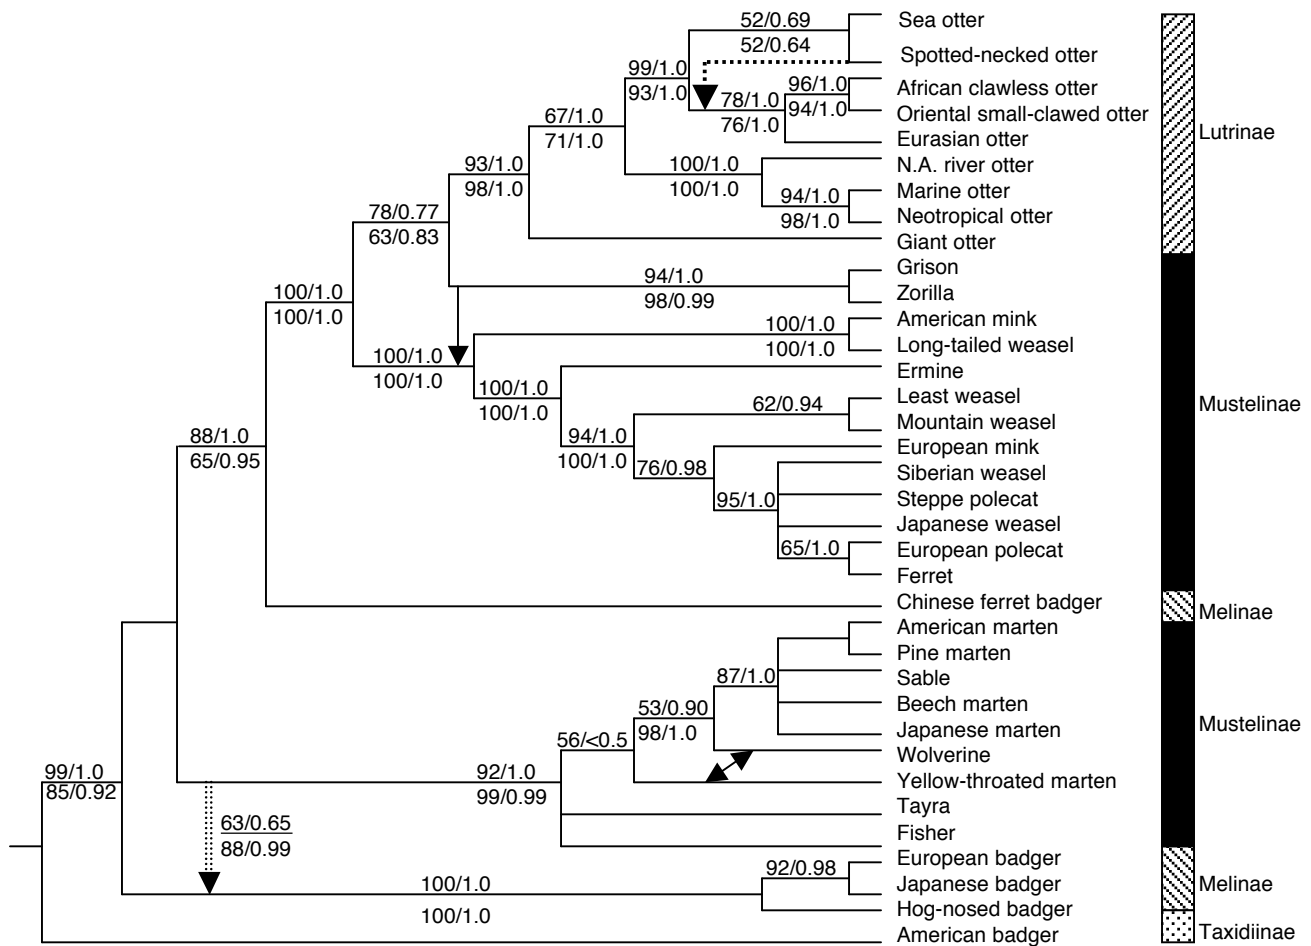 52/0.69
Sea otter
52/0.64
Spotted-necked otter
99/1.0
93/1.0
96/1.0
African clawless otter
78/1.0
94/1.0
Oriental small-clawed otter
67/1.0
76/1.0
Eurasian otter
Lutrinae
71/1.0
93/1.0
100/1.0
N.A. river otter
98/1.0
100/1.0
94/1.0
Marine otter
78/0.77
98/1.0
Neotropical otter
63/0.83
Giant otter
94/1.0
Grison
100/1.0
98/0.99
Zorilla
100/1.0
100/1.0
American mink
100/1.0
100/1.0
Long-tailed weasel
100/1.0
100/1.0
Ermine
100/1.0
62/0.94
Least weasel
Mustelinae
88/1.0
94/1.0
Mountain weasel
65/0.95
100/1.0
76/0.98
European mink
Siberian weasel
95/1.0
Steppe polecat
Japanese weasel
65/1.0
European polecat
Ferret
Chinese ferret badger
Melinae
American marten
Pine marten
87/1.0
Sable
53/0.90
Beech marten
Mustelinae
56/<0.5
98/1.0
Japanese marten
Wolverine
99/1.0
92/1.0
Yellow-throated marten
85/0.92
99/0.99
Tayra
63/0.65
Fisher
88/0.99
92/0.98
European badger
100/1.0
Japanese badger
Melinae
100/1.0
Hog-nosed badger
American badger
Taxidiinae